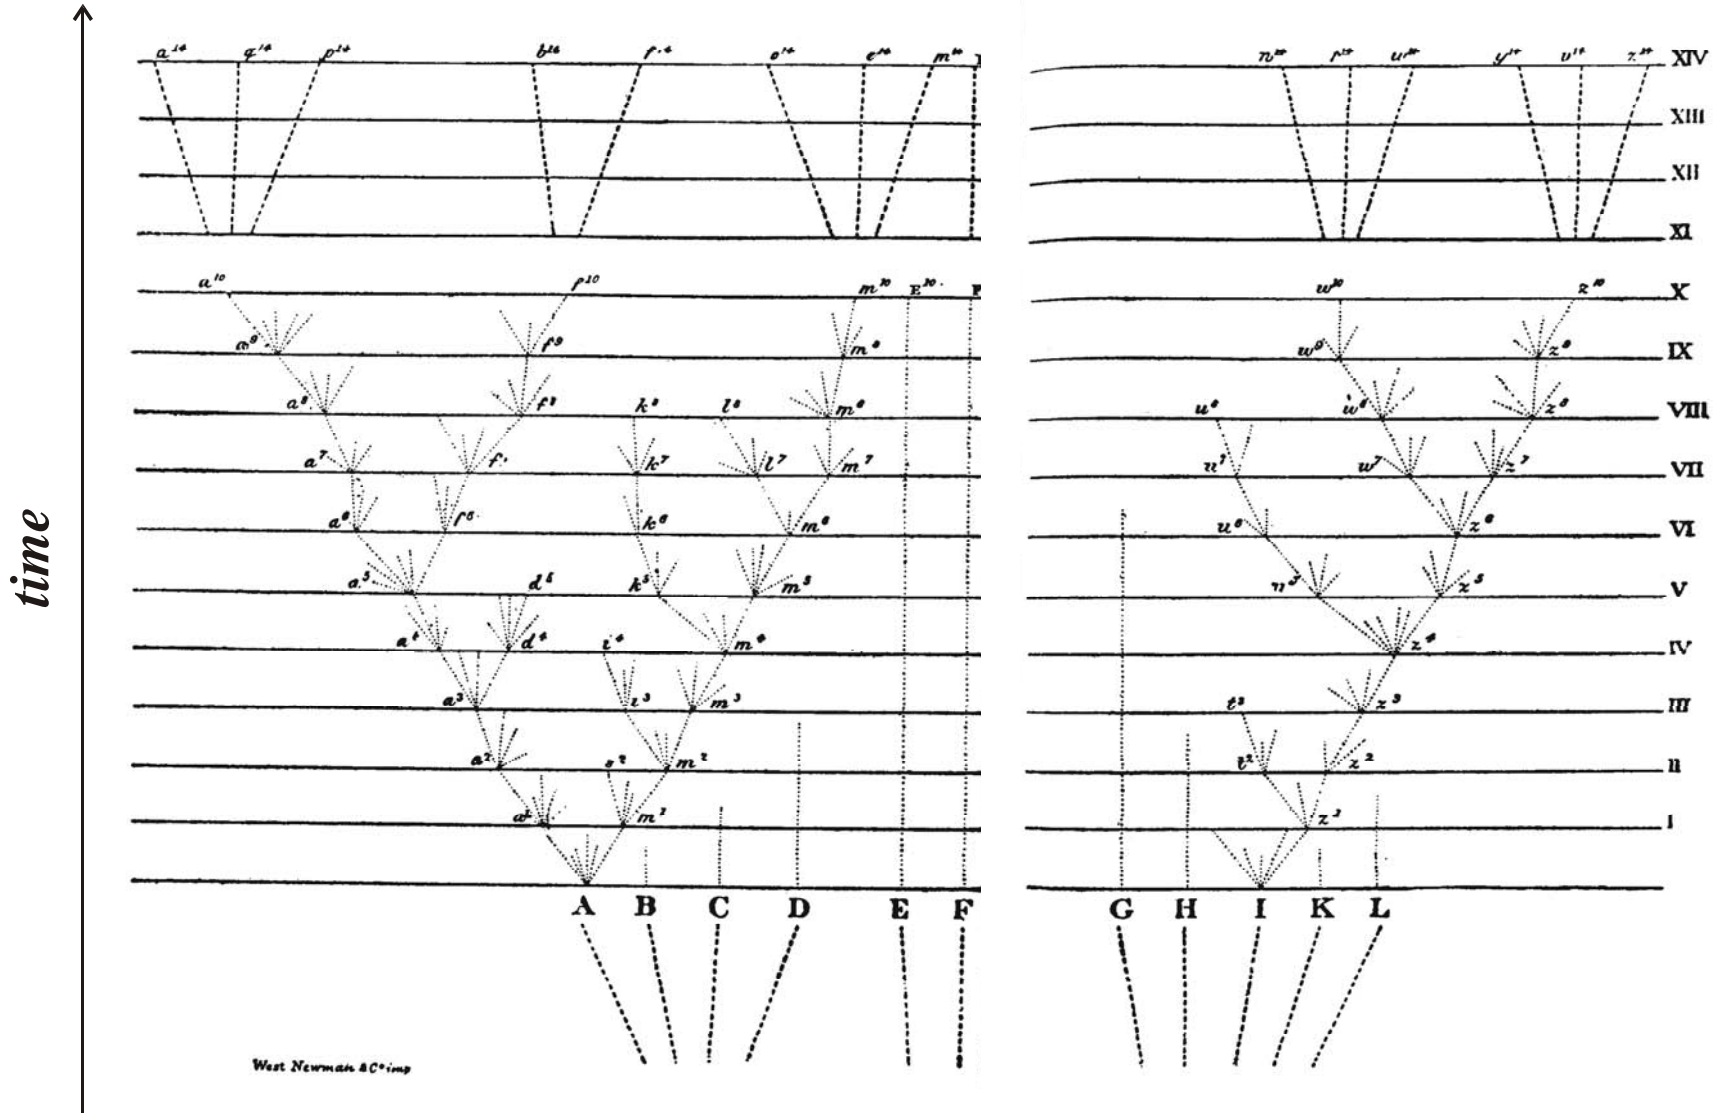 time
a¹⁴ q¹⁴ p¹⁴ b¹⁴ f¹⁴ o¹⁴ e¹⁴ m¹⁴ n¹⁴ r¹⁴ u¹⁴ y¹⁴ v¹⁴ z¹⁴ XIV
XIII
XII
XI
a¹⁰ f¹⁰ m¹⁰ E¹⁰ w¹⁰ z¹⁰ X
a⁹ f⁹ m⁹ w⁹ z⁹ IX
a⁸ f⁸ k⁸ l⁸ m⁸ u⁸ w⁸ z⁸ VIII
a⁷ f⁷ k⁷ l⁷ m⁷ u⁷ w⁷ z⁷ VII
a⁶ f⁶ k⁶ m⁶ u⁶ z⁶ VI
a⁵ d⁵ k⁵ m⁵ z⁵ V
a⁴ d⁴ i⁴ m⁴ z⁴ IV
a³ i³ m³ t³ z³ III
a² s² m² t² z² II
a¹ m¹ z¹ I
A B C D E F G H I K L
West Newman & Cº imp